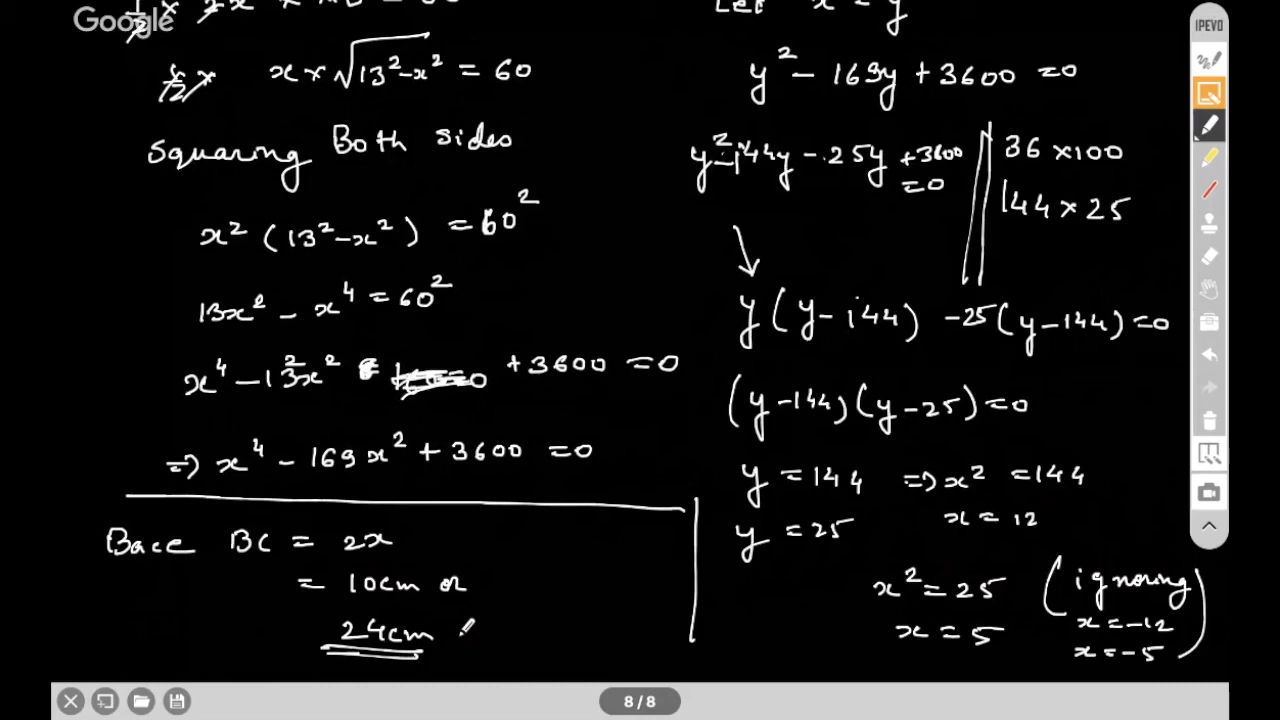 Google
x × √13²-x² = 60
Squaring Both sides
x² (13²-x²) = 60²
13x² - x⁴ = 60²
x⁴ - 13²x² + 3600 = 0
=> x⁴ - 169x² + 3600 = 0
Base BC = 2x
= 10cm or
24cm
y² - 169y + 3600 = 0
y² - 144y - 25y + 3600 = 0
36 × 100
144 × 25
y (y - 144) - 25 (y - 144) = 0
(y - 144) (y - 25) = 0
y = 144 => x² = 144
y = 25 x = 12
x² = 25
x = 5
(ignoring
x = -12
x = -5)
IPEVO
8/8